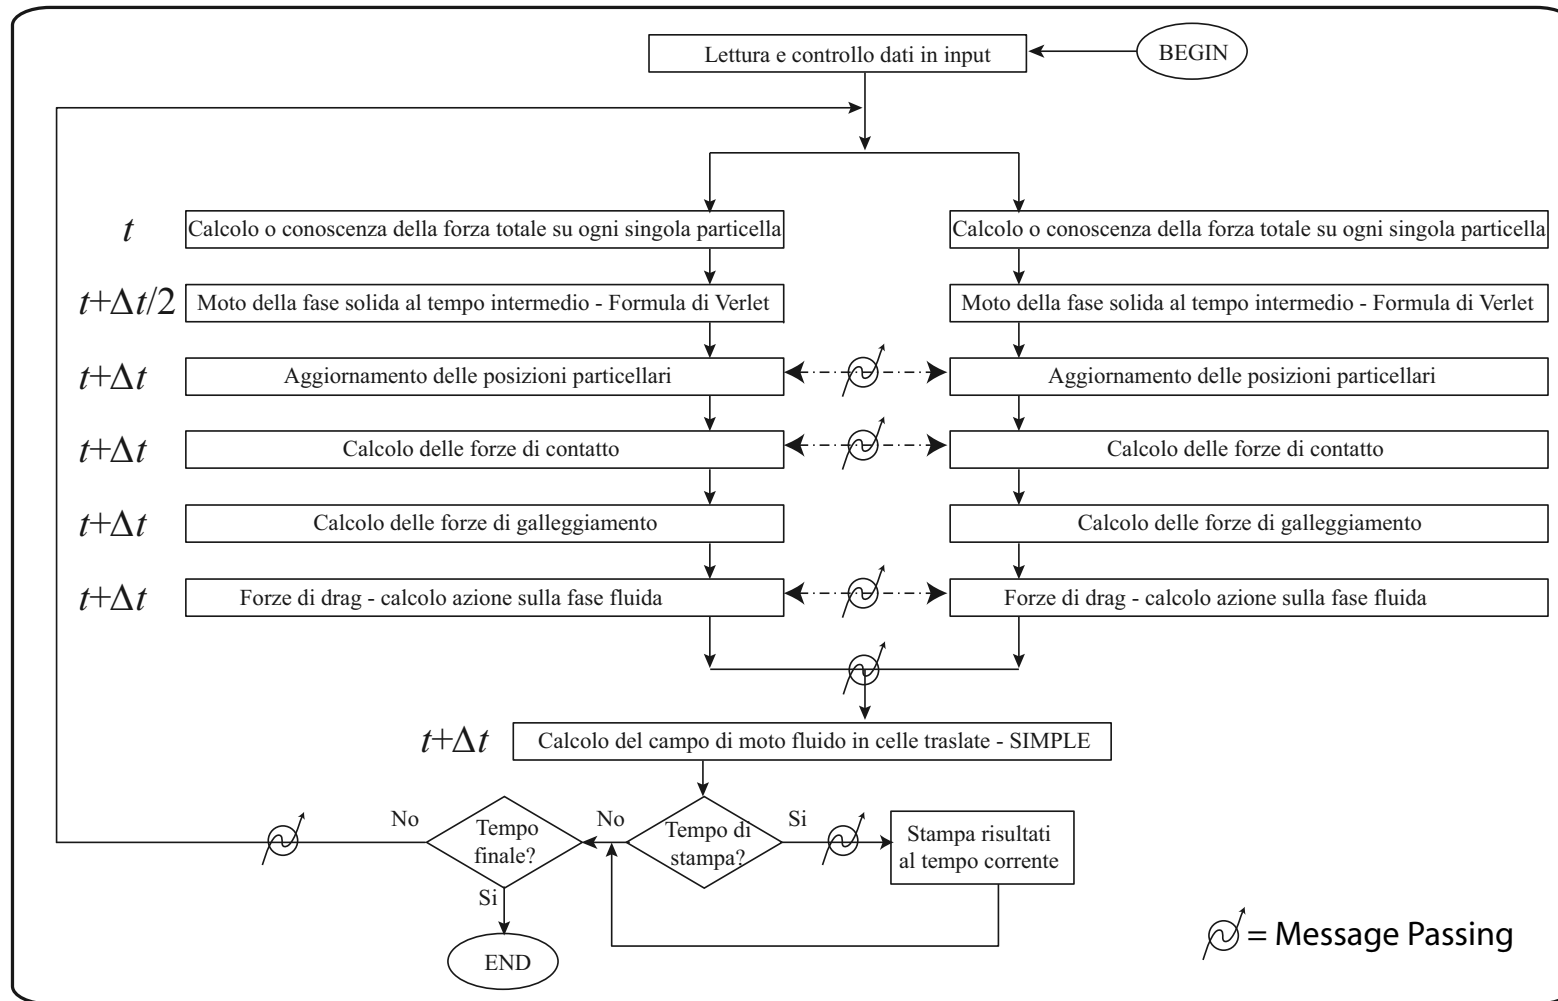 Lettura e controllo dati in input
BEGIN
t
Calcolo o conoscenza della forza totale su ogni singola particella
Calcolo o conoscenza della forza totale su ogni singola particella
t+Δt/2
Moto della fase solida al tempo intermedio - Formula di Verlet
Moto della fase solida al tempo intermedio - Formula di Verlet
t+Δt
Aggiornamento delle posizioni particellari
Aggiornamento delle posizioni particellari
t+Δt
Calcolo delle forze di contatto
Calcolo delle forze di contatto
t+Δt
Calcolo delle forze di galleggiamento
Calcolo delle forze di galleggiamento
t+Δt
Forze di drag - calcolo azione sulla fase fluida
Forze di drag - calcolo azione sulla fase fluida
t+Δt
Calcolo del campo di moto fluido in celle traslate - SIMPLE
No
Tempo
finale?
No
Tempo di
stampa?
Si
Stampa risultati
al tempo corrente
Si
END
= Message Passing